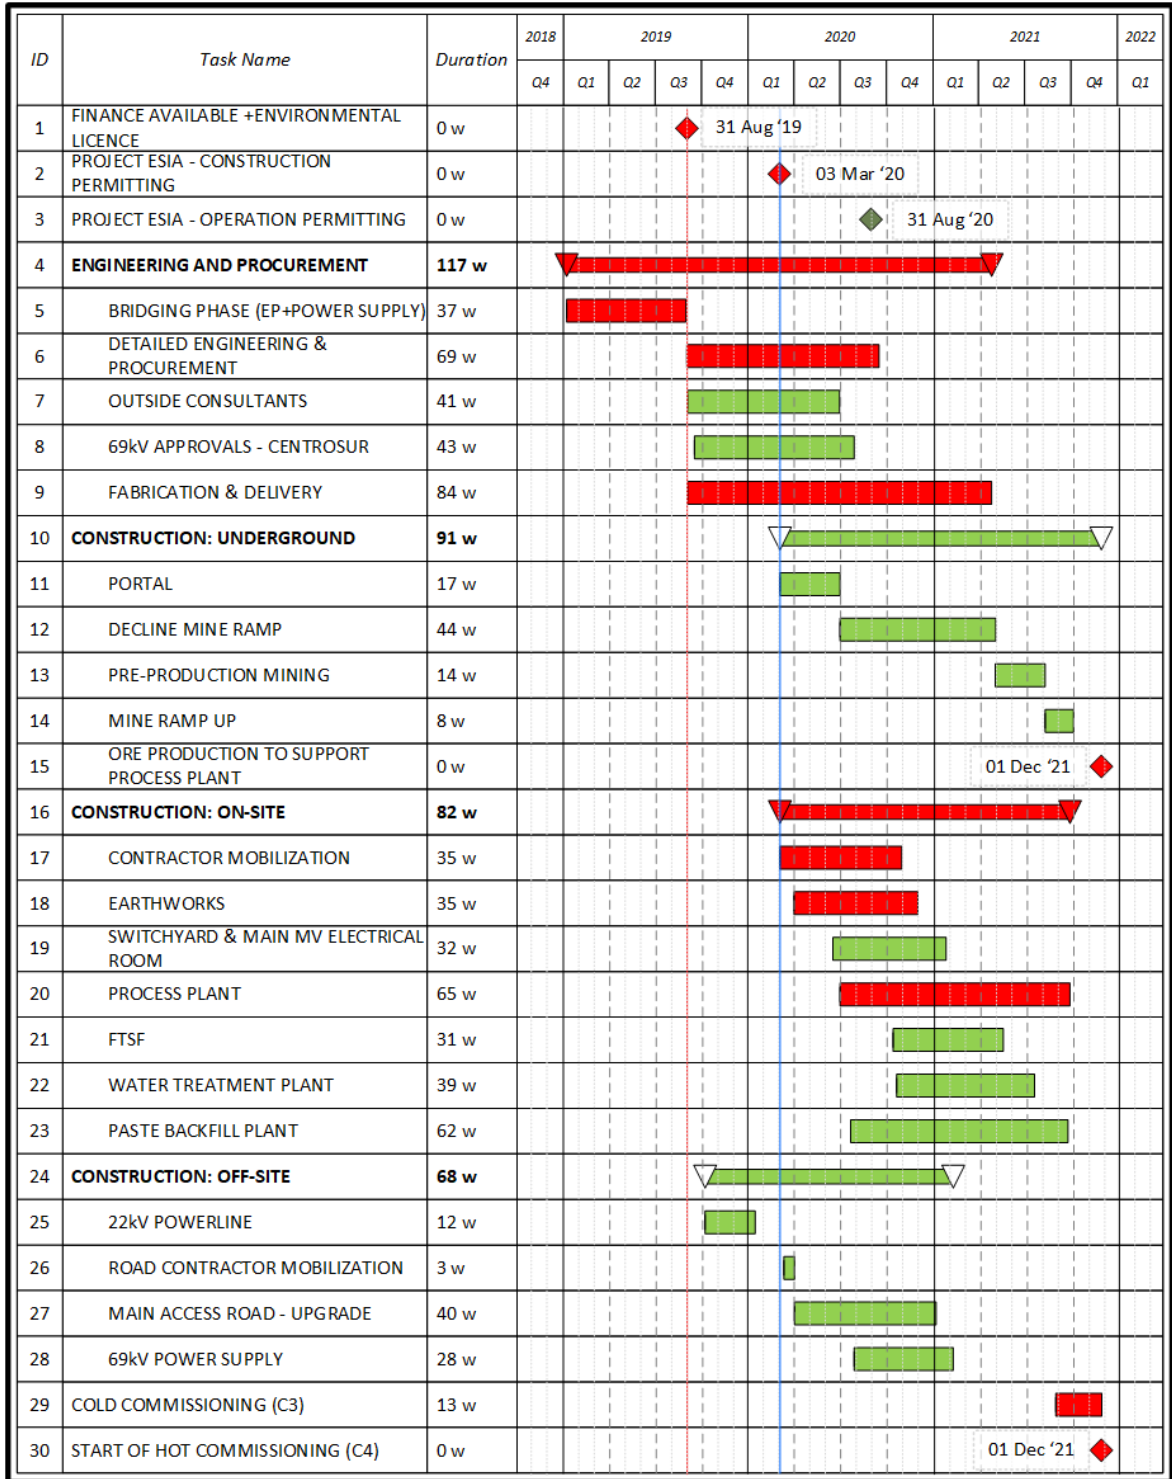 ID Task Name Duration 2018 2019 2020 2021 2022
Q4 Q1 Q2 Q3 Q4 Q1 Q2 Q3 Q4 Q1 Q2 Q3 Q4 Q1
1 FINANCE AVAILABLE +ENVIRONMENTAL
LICENCE 0 w 31 Aug ‘19
2 PROJECT ESIA - CONSTRUCTION
PERMITTING 0 w 03 Mar ‘20
3 PROJECT ESIA - OPERATION PERMITTING 0 w 31 Aug ‘20
4 ENGINEERING AND PROCUREMENT 117 w
5 BRIDGING PHASE (EP+POWER SUPPLY) 37 w
6 DETAILED ENGINEERING &
PROCUREMENT 69 w
7 OUTSIDE CONSULTANTS 41 w
8 69kV APPROVALS - CENTROSUR 43 w
9 FABRICATION & DELIVERY 84 w
10 CONSTRUCTION: UNDERGROUND 91 w
11 PORTAL 17 w
12 DECLINE MINE RAMP 44 w
13 PRE-PRODUCTION MINING 14 w
14 MINE RAMP UP 8 w
15 ORE PRODUCTION TO SUPPORT
PROCESS PLANT 0 w 01 Dec ‘21
16 CONSTRUCTION: ON-SITE 82 w
17 CONTRACTOR MOBILIZATION 35 w
18 EARTHWORKS 35 w
19 SWITCHYARD & MAIN MV ELECTRICAL
ROOM 32 w
20 PROCESS PLANT 65 w
21 FTSF 31 w
22 WATER TREATMENT PLANT 39 w
23 PASTE BACKFILL PLANT 62 w
24 CONSTRUCTION: OFF-SITE 68 w
25 22kV POWERLINE 12 w
26 ROAD CONTRACTOR MOBILIZATION 3 w
27 MAIN ACCESS ROAD - UPGRADE 40 w
28 69kV POWER SUPPLY 28 w
29 COLD COMMISSIONING (C3) 13 w
30 START OF HOT COMMISSIONING (C4) 0 w 01 Dec ‘21